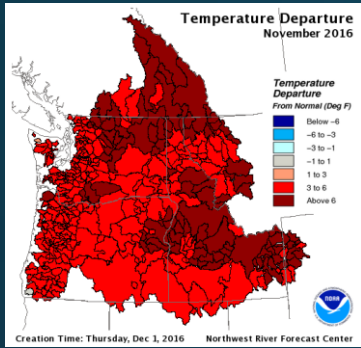 Temperature Departure
November 2016
Temperature
Departure
From Normal (Deg F)
Below -6
-6 to -3
-3 to -1
-1 to 1
1 to 3
3 to 6
Above 6
NOAA
Creation Time: Thursday, Dec 1, 2016 Northwest River Forecast Center